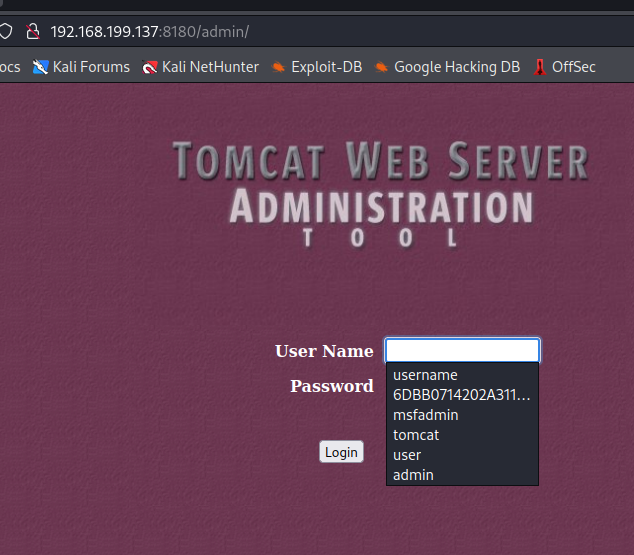 192.168.199.137:8180/admin/
ocs Kali Forums Kali NetHunter Exploit-DB Google Hacking DB OffSec
TOMCAT WEB SERVER
ADMINISTRATION
TOOL
User Name
username
Password
6DBB0714202A311...
msfadmin
tomcat
Login
user
admin